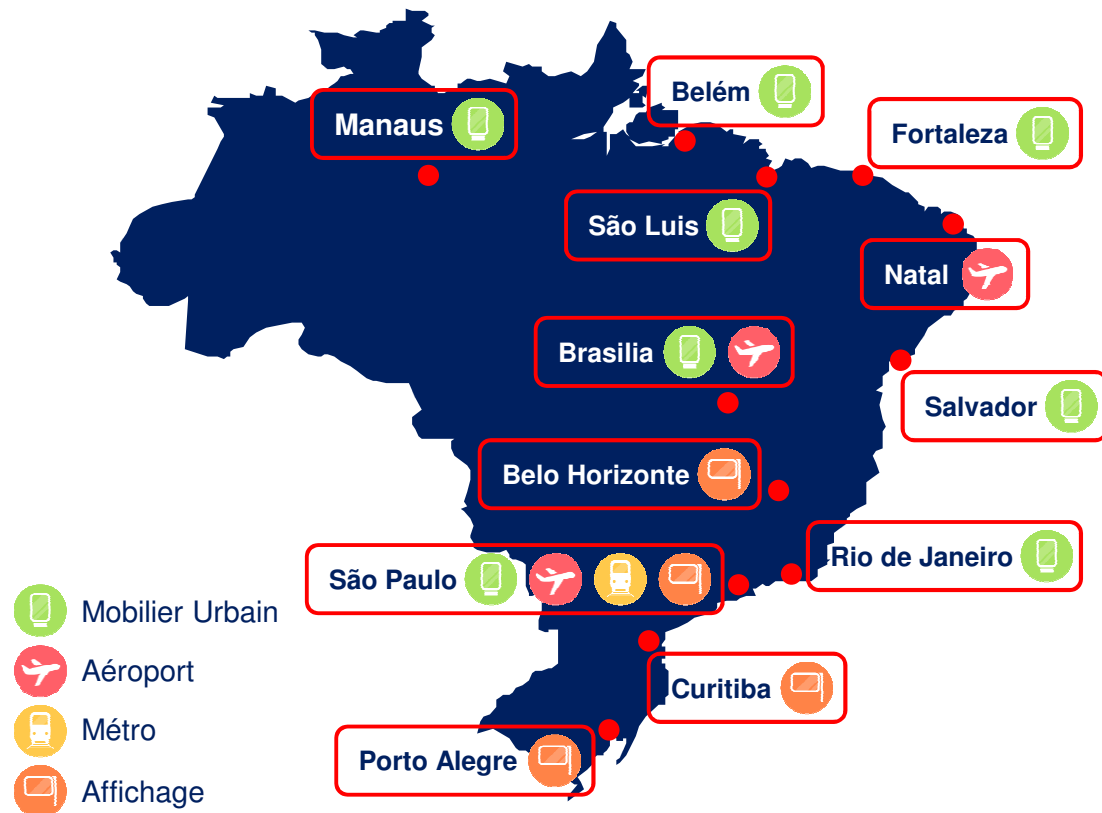 Belém
Manaus
Fortaleza
São Luis
Natal
Brasilia
Salvador
Belo Horizonte
Rio de Janeiro
São Paulo
Mobilier Urbain
Aéroport
Curitiba
Métro
Porto Alegre
Affichage